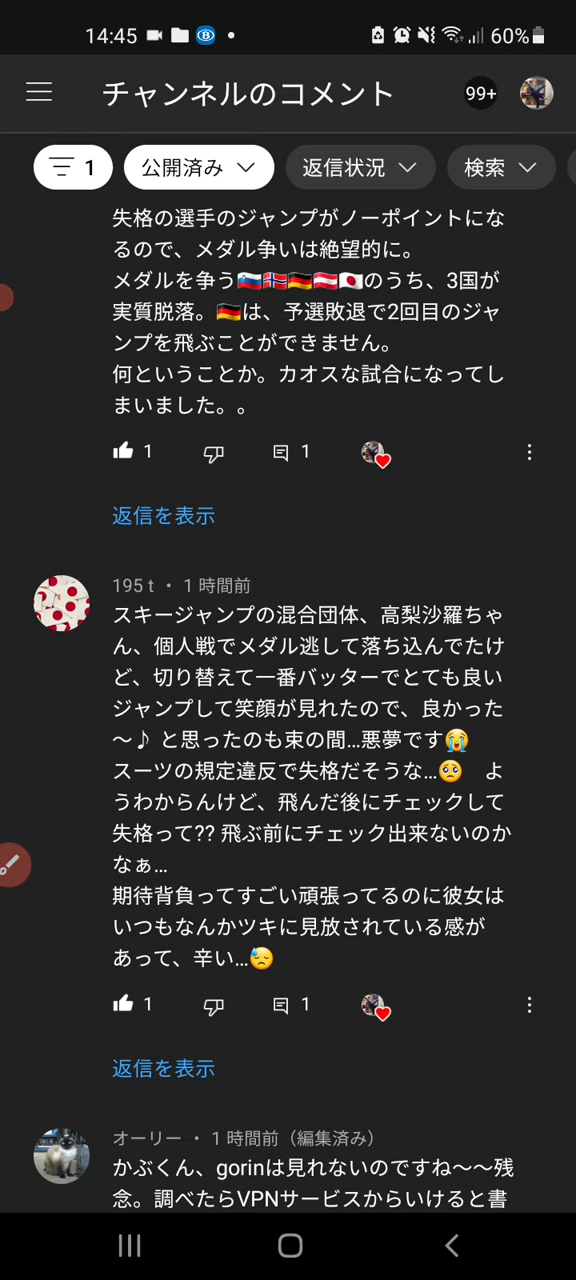 14:45
60%
チャンネルのコメント
99+
1
公開済み
返信状況
検索
失格の選手のジャンプがノーポイントにな
るので、メダル争いは絶望的に。
メダルを争う🇸🇮🇳🇴🇩🇪🇦🇹🇯🇵のうち、3国が
実質脱落。🇩🇪は、予選敗退で2回目のジャ
ンプを飛ぶことができません。
何ということか。カオスな試合になってし
まいました。。
1
1
返信を表示
195 t ・ 1 時間前
スキージャンプの混合団体、高梨沙羅ちゃ
ん、個人戦でメダル逃して落ち込んでたけ
ど、切り替えて一番バッターでとても良い
ジャンプして笑顔が見れたので、良かった
〜♪ と思ったのも束の間…悪夢です😭
スーツの規定違反で失格だそうな…🥺　よ
うわからんけど、飛んだ後にチェックして
失格って?? 飛ぶ前にチェック出来ないのか
なぁ…
期待背負ってすごい頑張ってるのに彼女は
いつもなんかツキに見放されている感が
あって、辛い…😓
1
1
返信を表示
オーリー ・ 1 時間前（編集済み）
かぶくん、gorinは見れないのですね〜〜残
念。調べたらVPNサービスからいけると書